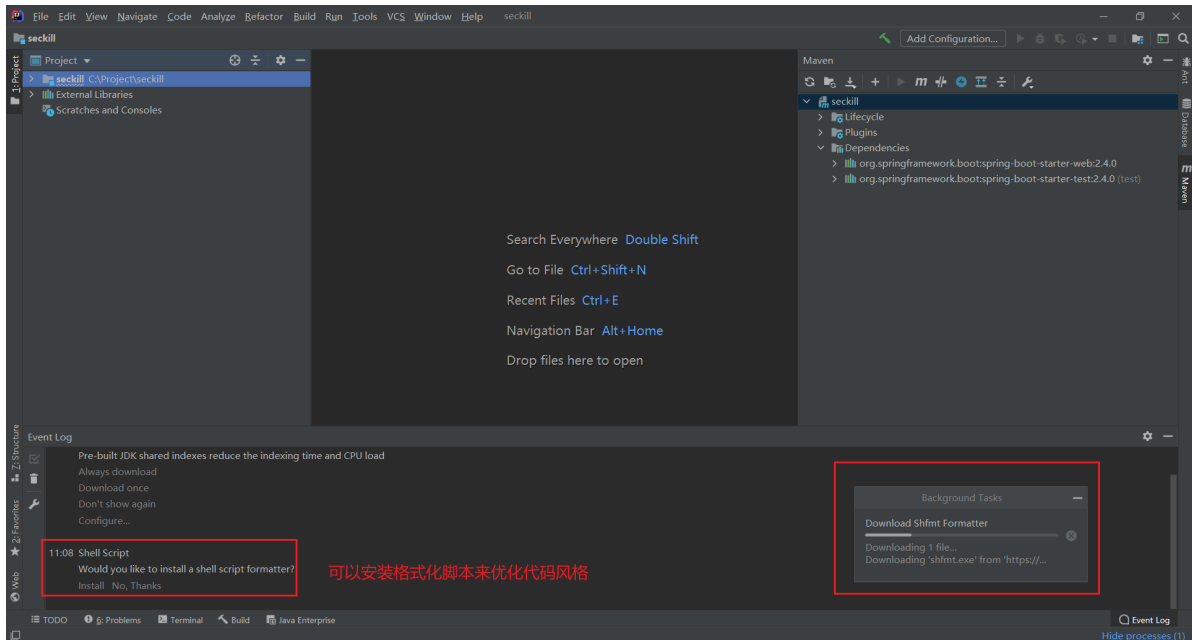 File Edit View Navigate Code Analyze Refactor Build Run Tools VCS Window Help seckill
seckill
Add Configuration...
1: Project
Project
seckill C:\Project\seckill
External Libraries
Scratches and Consoles
Search Everywhere Double Shift
Go to File Ctrl+Shift+N
Recent Files Ctrl+E
Navigation Bar Alt+Home
Drop files here to open
Maven
seckill
Lifecycle
Plugins
Dependencies
org.springframework.boot:spring-boot-starter-web:2.4.0
org.springframework.boot:spring-boot-starter-test:2.4.0 (test)
Ant
Database
Maven
Z: Structure
2: Favorites
Web
Event Log
Pre-built JDK shared indexes reduce the indexing time and CPU load
Always download
Download once
Don't show again
Configure...
11:08 Shell Script
Would you like to install a shell script formatter?
Install No, Thanks
可以安装格式化脚本来优化代码风格
Background Tasks
Download Shfmt Formatter
Downloading 1 file...
Downloading 'shfmt.exe' from 'https://...
TODO 6: Problems Terminal Build Java Enterprise Event Log
Hide processes (1)